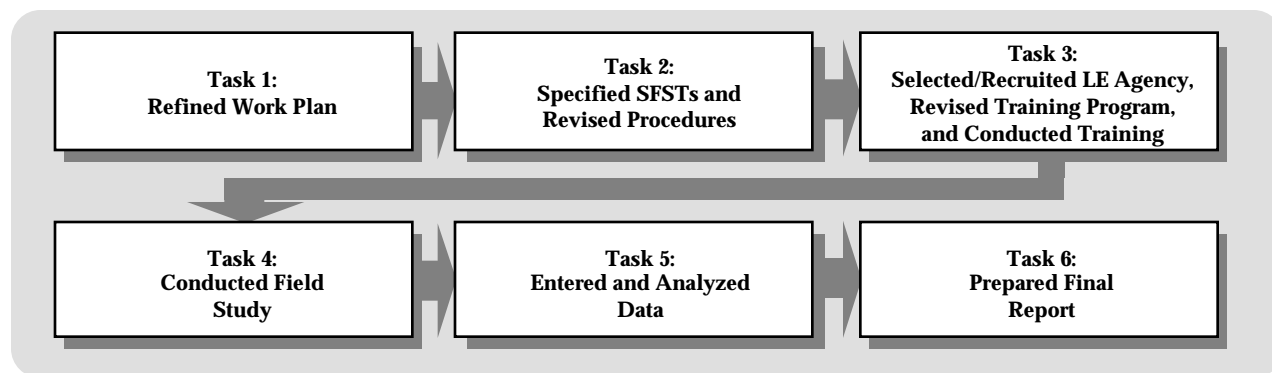 Task 1:
Refined Work Plan
Task 2:
Specified SFSTs and
Revised Procedures
Task 3:
Selected/Recruited LE Agency,
Revised Training Program,
and Conducted Training
Task 4:
Conducted Field
Study
Task 5:
Entered and Analyzed
Data
Task 6:
Prepared Final
Report